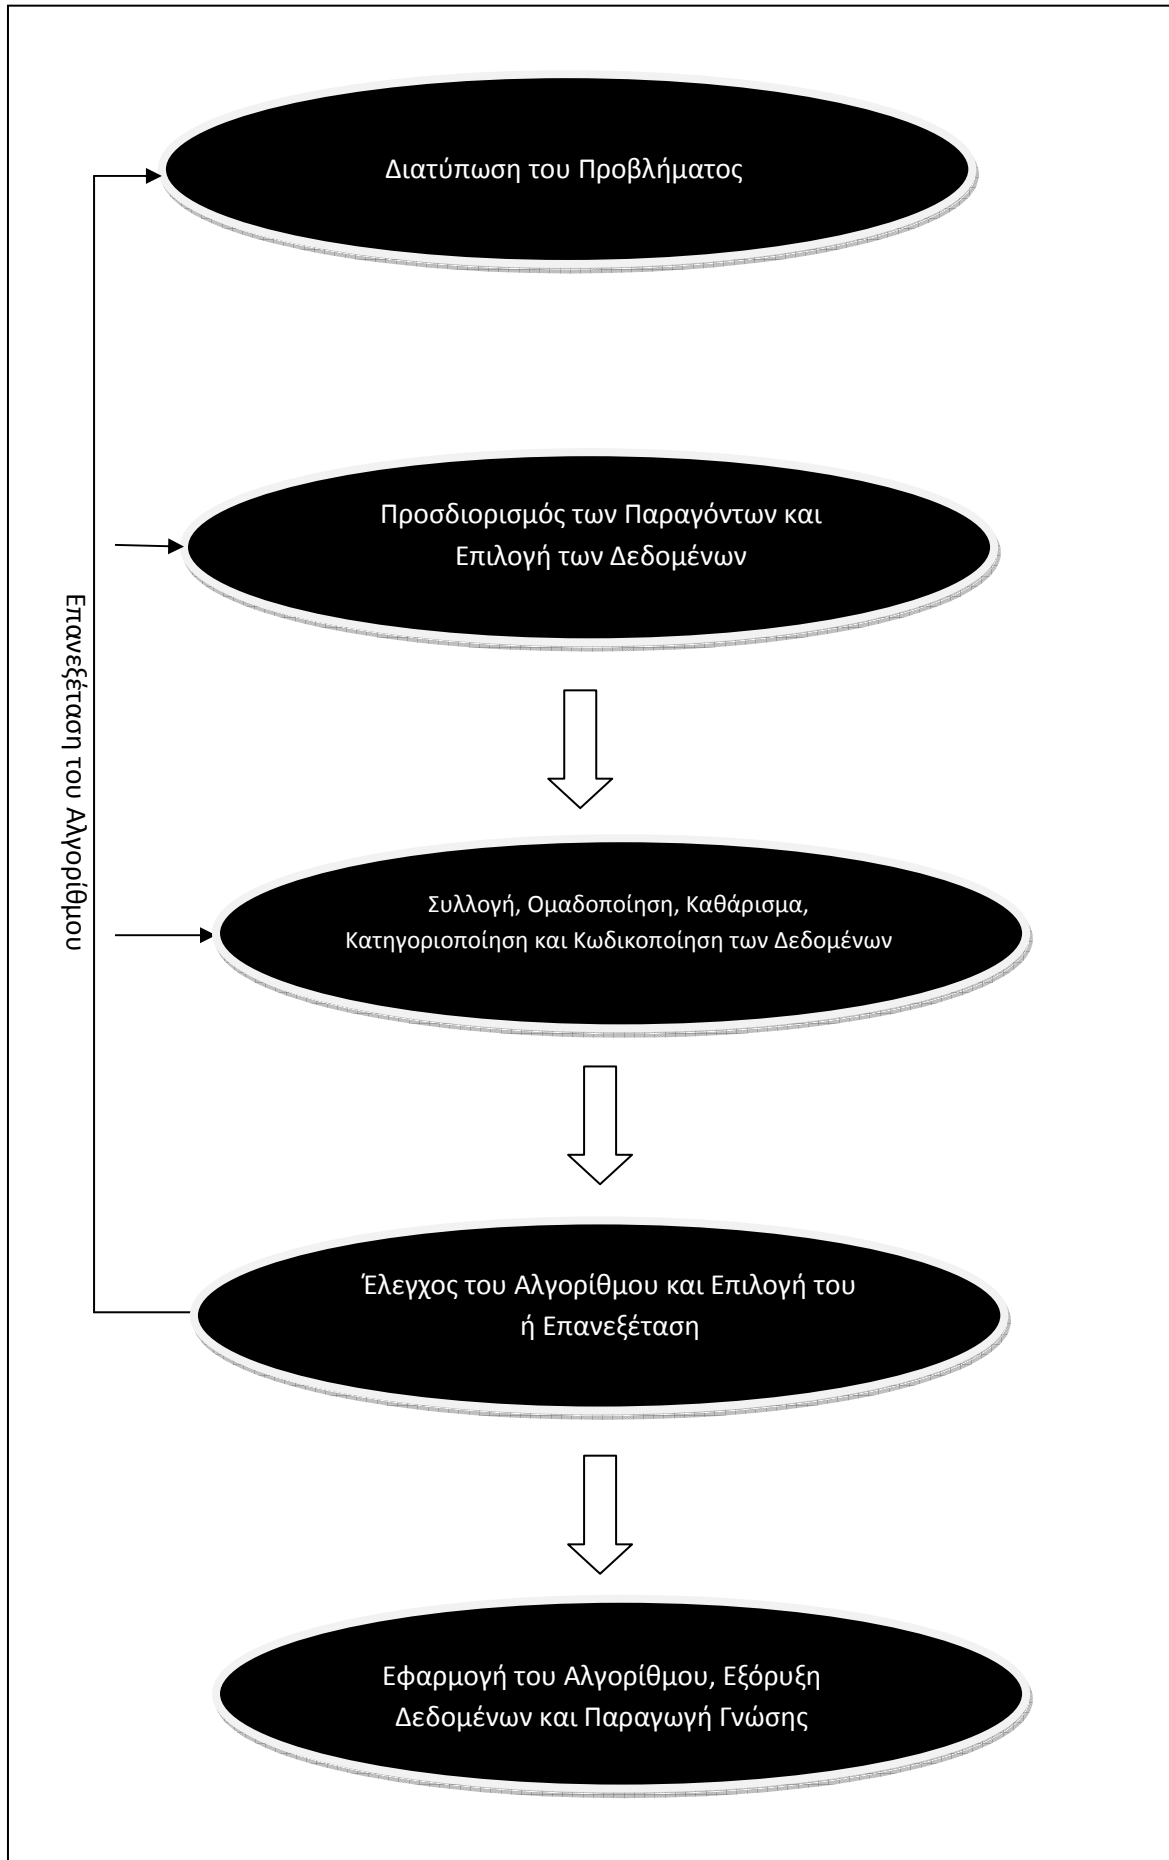 Διατύπωση του Προβλήματος
Προσδιορισμός των Παραγόντων και
Επιλογή των Δεδομένων
Επανεξέταση του Αλγορίθμου
Συλλογή, Ομαδοποίηση, Καθάρισμα,
Κατηγοριοποίηση και Κωδικοποίηση των Δεδομένων
Έλεγχος του Αλγορίθμου και Επιλογή του
ή Επανεξέταση
Εφαρμογή του Αλγορίθμου, Εξόρυξη
Δεδομένων και Παραγωγή Γνώσης